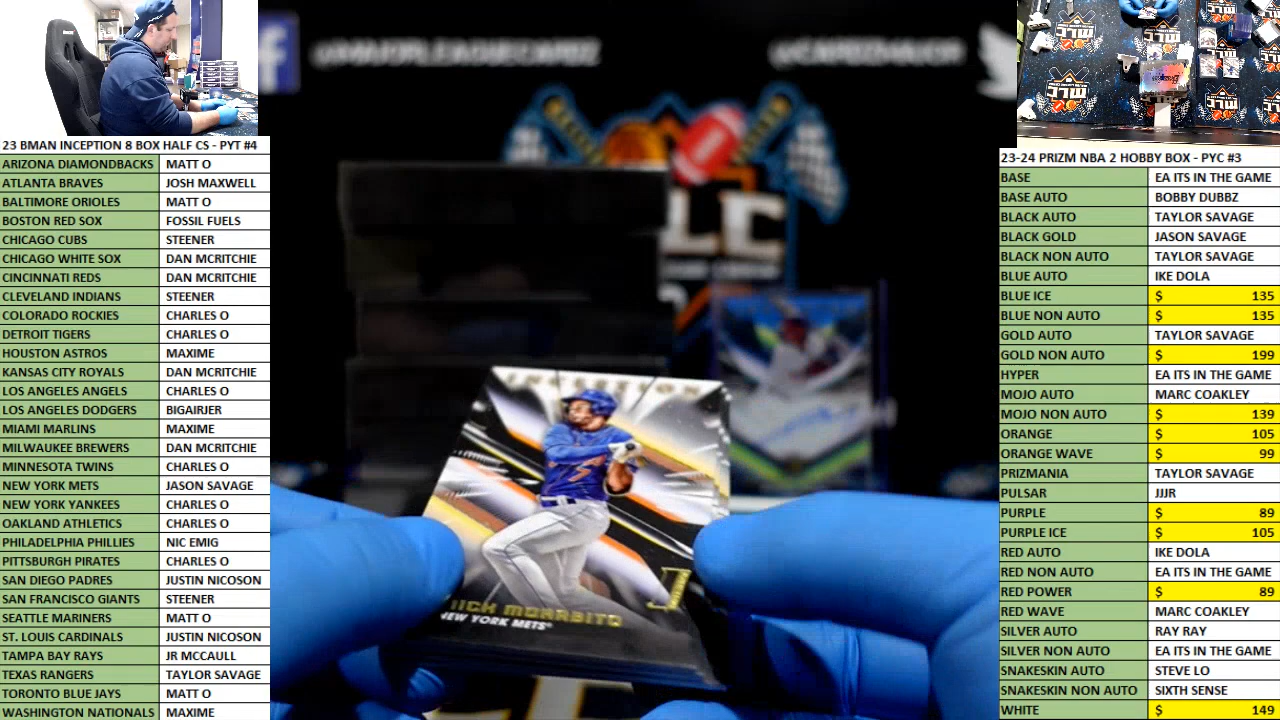 23 BMAN INCEPTION 8 BOX HALF CS - PYT #4
ARIZONA DIAMONDBACKS MATT O
ATLANTA BRAVES JOSH MAXWELL
BALTIMORE ORIOLES MATT O
BOSTON RED SOX FOSSIL FUELS
CHICAGO CUBS STEENER
CHICAGO WHITE SOX DAN MCRITCHIE
CINCINNATI REDS DAN MCRITCHIE
CLEVELAND INDIANS STEENER
COLORADO ROCKIES CHARLES O
DETROIT TIGERS CHARLES O
HOUSTON ASTROS MAXIME
KANSAS CITY ROYALS DAN MCRITCHIE
LOS ANGELES ANGELS CHARLES O
LOS ANGELES DODGERS BIGAIRJER
MIAMI MARLINS MAXIME
MILWAUKEE BREWERS DAN MCRITCHIE
MINNESOTA TWINS CHARLES O
NEW YORK METS JASON SAVAGE
NEW YORK YANKEES CHARLES O
OAKLAND ATHLETICS CHARLES O
PHILADELPHIA PHILLIES NIC EMIG
PITTSBURGH PIRATES CHARLES O
SAN DIEGO PADRES JUSTIN NICOSON
SAN FRANCISCO GIANTS STEENER
SEATTLE MARINERS MATT O
ST. LOUIS CARDINALS JUSTIN NICOSON
TAMPA BAY RAYS JR MCCAULL
TEXAS RANGERS TAYLOR SAVAGE
TORONTO BLUE JAYS MATT O
WASHINGTON NATIONALS MAXIME
MORABITO
NEW YORK METS
23-24 PRIZM NBA 2 HOBBY BOX - PYC #3
BASE EA ITS IN THE GAME
BASE AUTO BOBBY DUBBZ
BLACK AUTO TAYLOR SAVAGE
BLACK GOLD JASON SAVAGE
BLACK NON AUTO TAYLOR SAVAGE
BLUE AUTO IKE DOLA
BLUE ICE $ 135
BLUE NON AUTO $ 135
GOLD AUTO TAYLOR SAVAGE
GOLD NON AUTO $ 199
HYPER EA ITS IN THE GAME
MOJO AUTO MARC COAKLEY
MOJO NON AUTO $ 139
ORANGE $ 105
ORANGE WAVE $ 99
PRIZMANIA TAYLOR SAVAGE
PULSAR JJJR
PURPLE $ 89
PURPLE ICE $ 105
RED AUTO IKE DOLA
RED NON AUTO EA ITS IN THE GAME
RED POWER $ 89
RED WAVE MARC COAKLEY
SILVER AUTO RAY RAY
SILVER NON AUTO EA ITS IN THE GAME
SNAKESKIN AUTO STEVE LO
SNAKESKIN NON AUTO SIXTH SENSE
WHITE $ 149